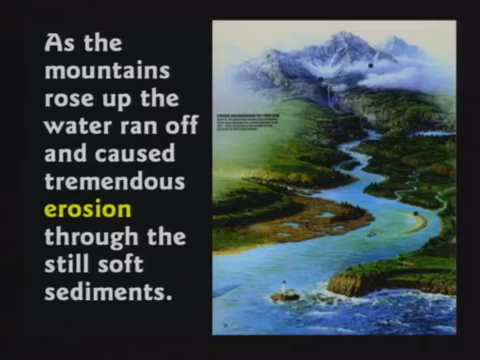 As the
mountains
rose up the
water ran off
and caused
tremendous
erosion
through the
still soft
sediments.